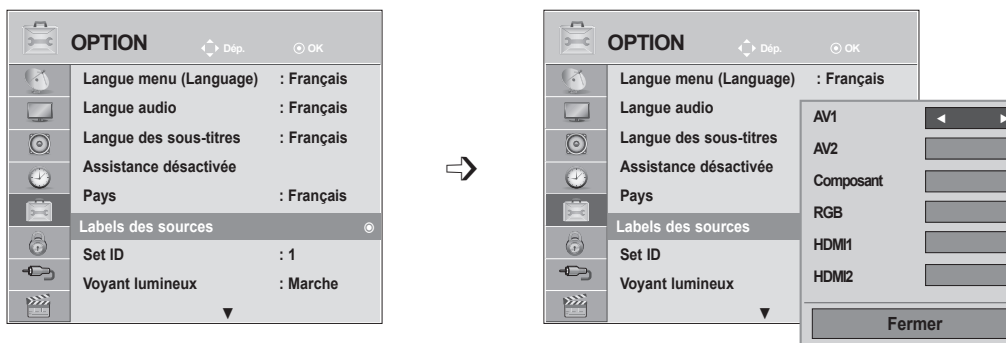 OPTION Dép. OK
Langue menu (Language) : Français
Langue audio : Français
Langue des sous-titres : Français
Assistance désactivée
Pays : Français
Labels des sources
Set ID : 1
Voyant lumineux : Marche
OPTION Dép. OK
Langue menu (Language) : Français
Langue audio
Langue des sous-titres
Assistance désactivée
Pays
Labels des sources
Set ID
Voyant lumineux
AV1
AV2
Composant
RGB
HDMI1
HDMI2
Fermer